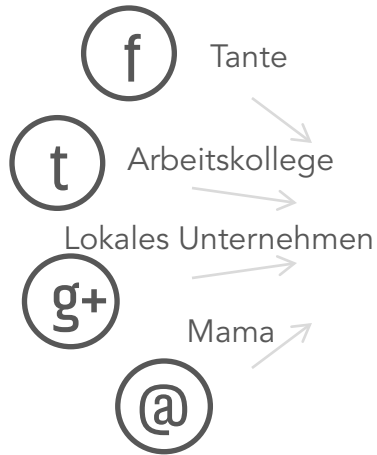 f
Tante
t
Arbeitskollege
Lokales Unternehmen
g+
Mama
@